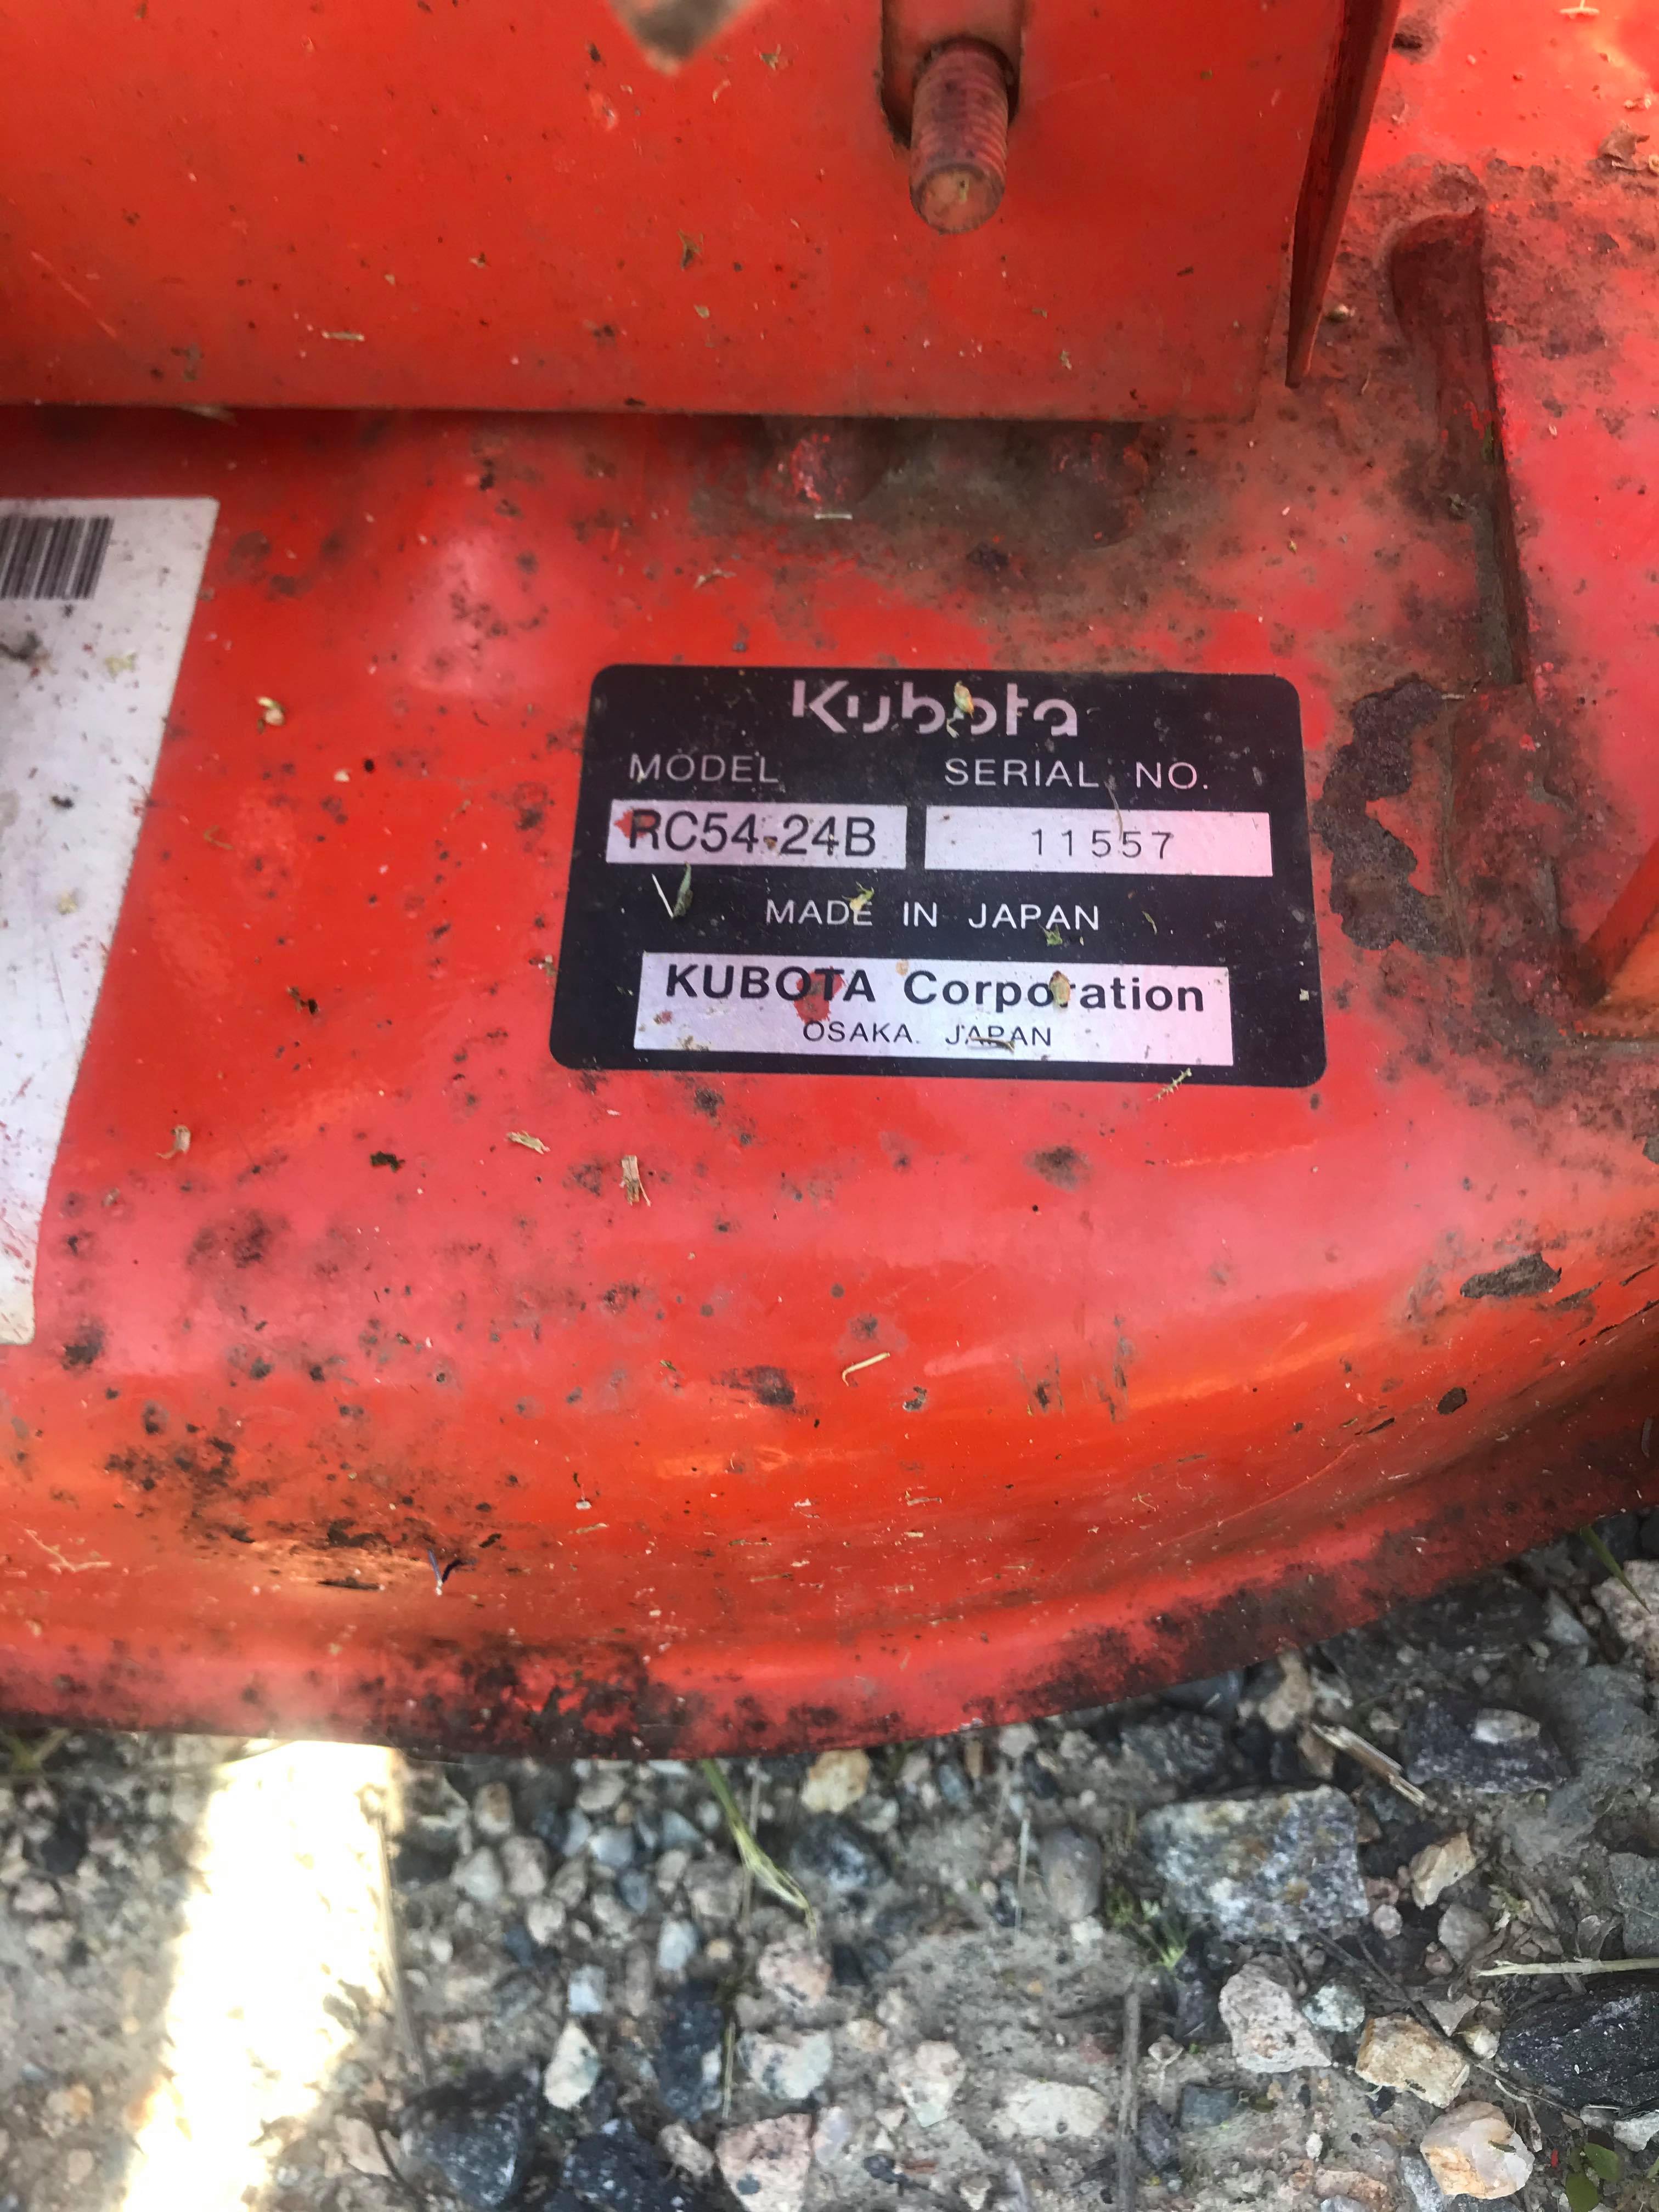 Kubota
MODEL SERIAL NO.
RC54-24B 11557
MADE IN JAPAN
KUBOTA Corporation
OSAKA. JAPAN